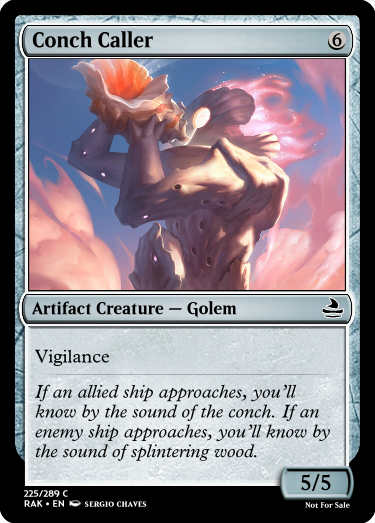 Conch Caller 6
Artifact Creature — Golem
Vigilance
If an allied ship approaches, you'll
know by the sound of the conch. If an
enemy ship approaches, you'll know by
the sound of splintering wood.
5/5
225/289 C
RAK • EN SERGIO CHAVES
Not For Sale